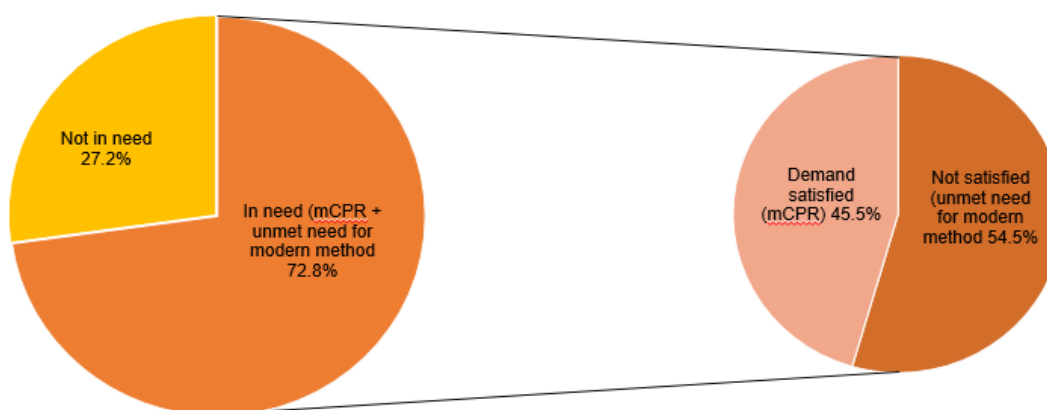 Not in need
27.2%
In need (mCPR +
unmet need for
modern method
72.8%
Demand
satisfied
(mCPR) 45.5%
Not satisfied
(unmet need
for modern
method 54.5%